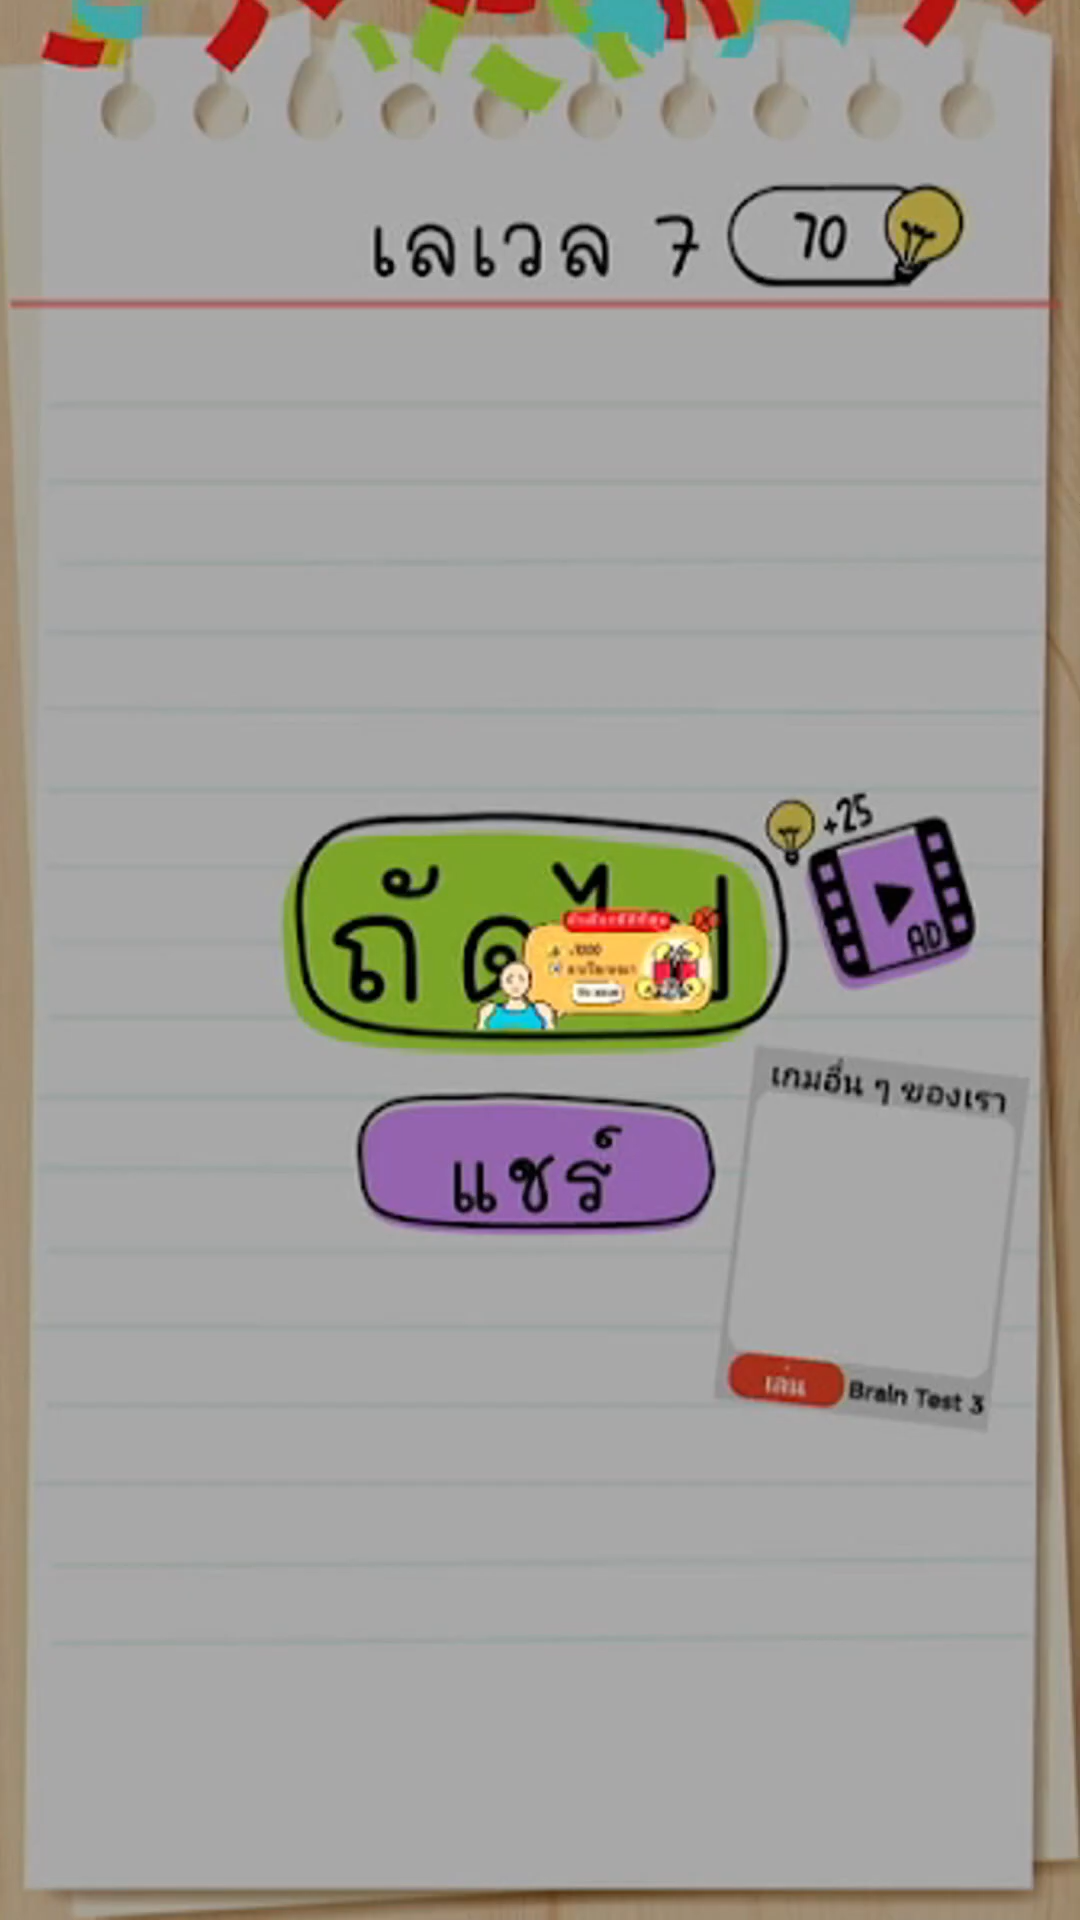 เลเวล 7
70
ถัดไป
+25
AD
+1000
แชร์
เกมอื่น ๆ ของเรา
เล่น
Brain Test 3